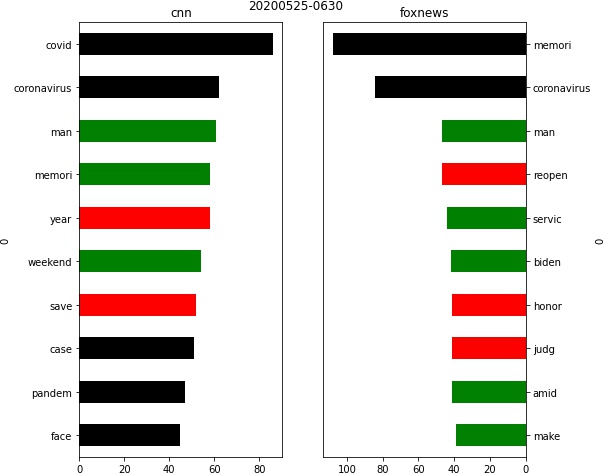 20200525-0630
cnn
foxnews
covid
coronavirus
man
memori
year
weekend
save
case
pandem
face
0
0 20 40 60 80
memori
coronavirus
man
reopen
servic
biden
honor
judg
amid
make
0
100 80 60 40 20 0